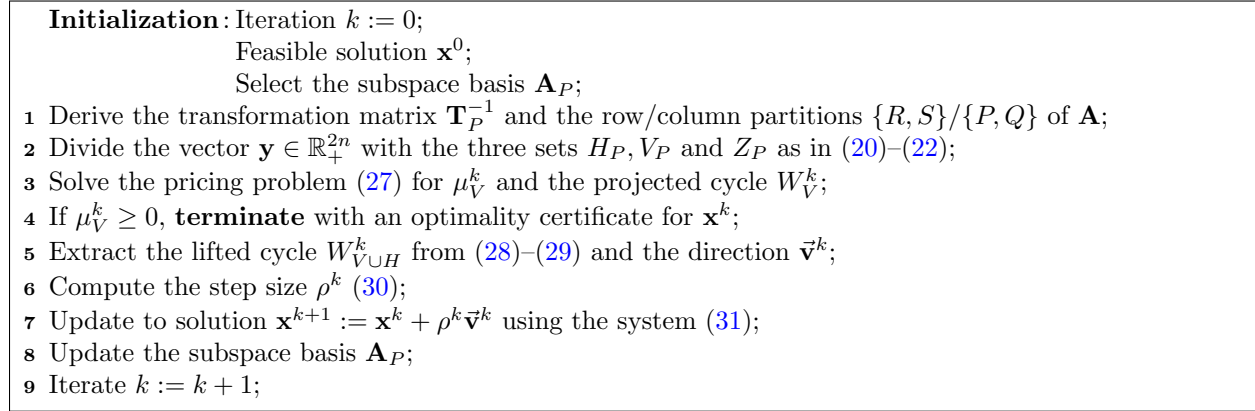 Initialization: Iteration k := 0;
Feasible solution x⁰;
Select the subspace basis A_P;
1 Derive the transformation matrix T_P^{-1} and the row/column partitions {R, S}/{P, Q} of A;
2 Divide the vector y ∈ ℝ_+^{2n} with the three sets H_P, V_P and Z_P as in (20)–(22);
3 Solve the pricing problem (27) for μ_V^k and the projected cycle W_V^k;
4 If μ_V^k ≥ 0, terminate with an optimality certificate for x^k;
5 Extract the lifted cycle W_{V∪H}^k from (28)–(29) and the direction v⃗^k;
6 Compute the step size ρ^k (30);
7 Update to solution x^{k+1} := x^k + ρ^k v⃗^k using the system (31);
8 Update the subspace basis A_P;
9 Iterate k := k + 1;